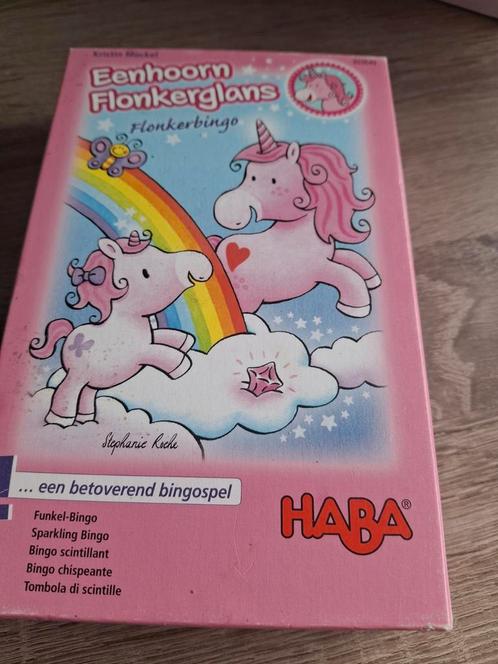 Kristin Mückel
Eenhoorn
Flonkerglans
Flonkerbingo
Stephanie Roehe
... een betoverend bingospel
HABA®
Funkel-Bingo
Sparkling Bingo
Bingo scintillant
Bingo chispeante
Tombola di scintille